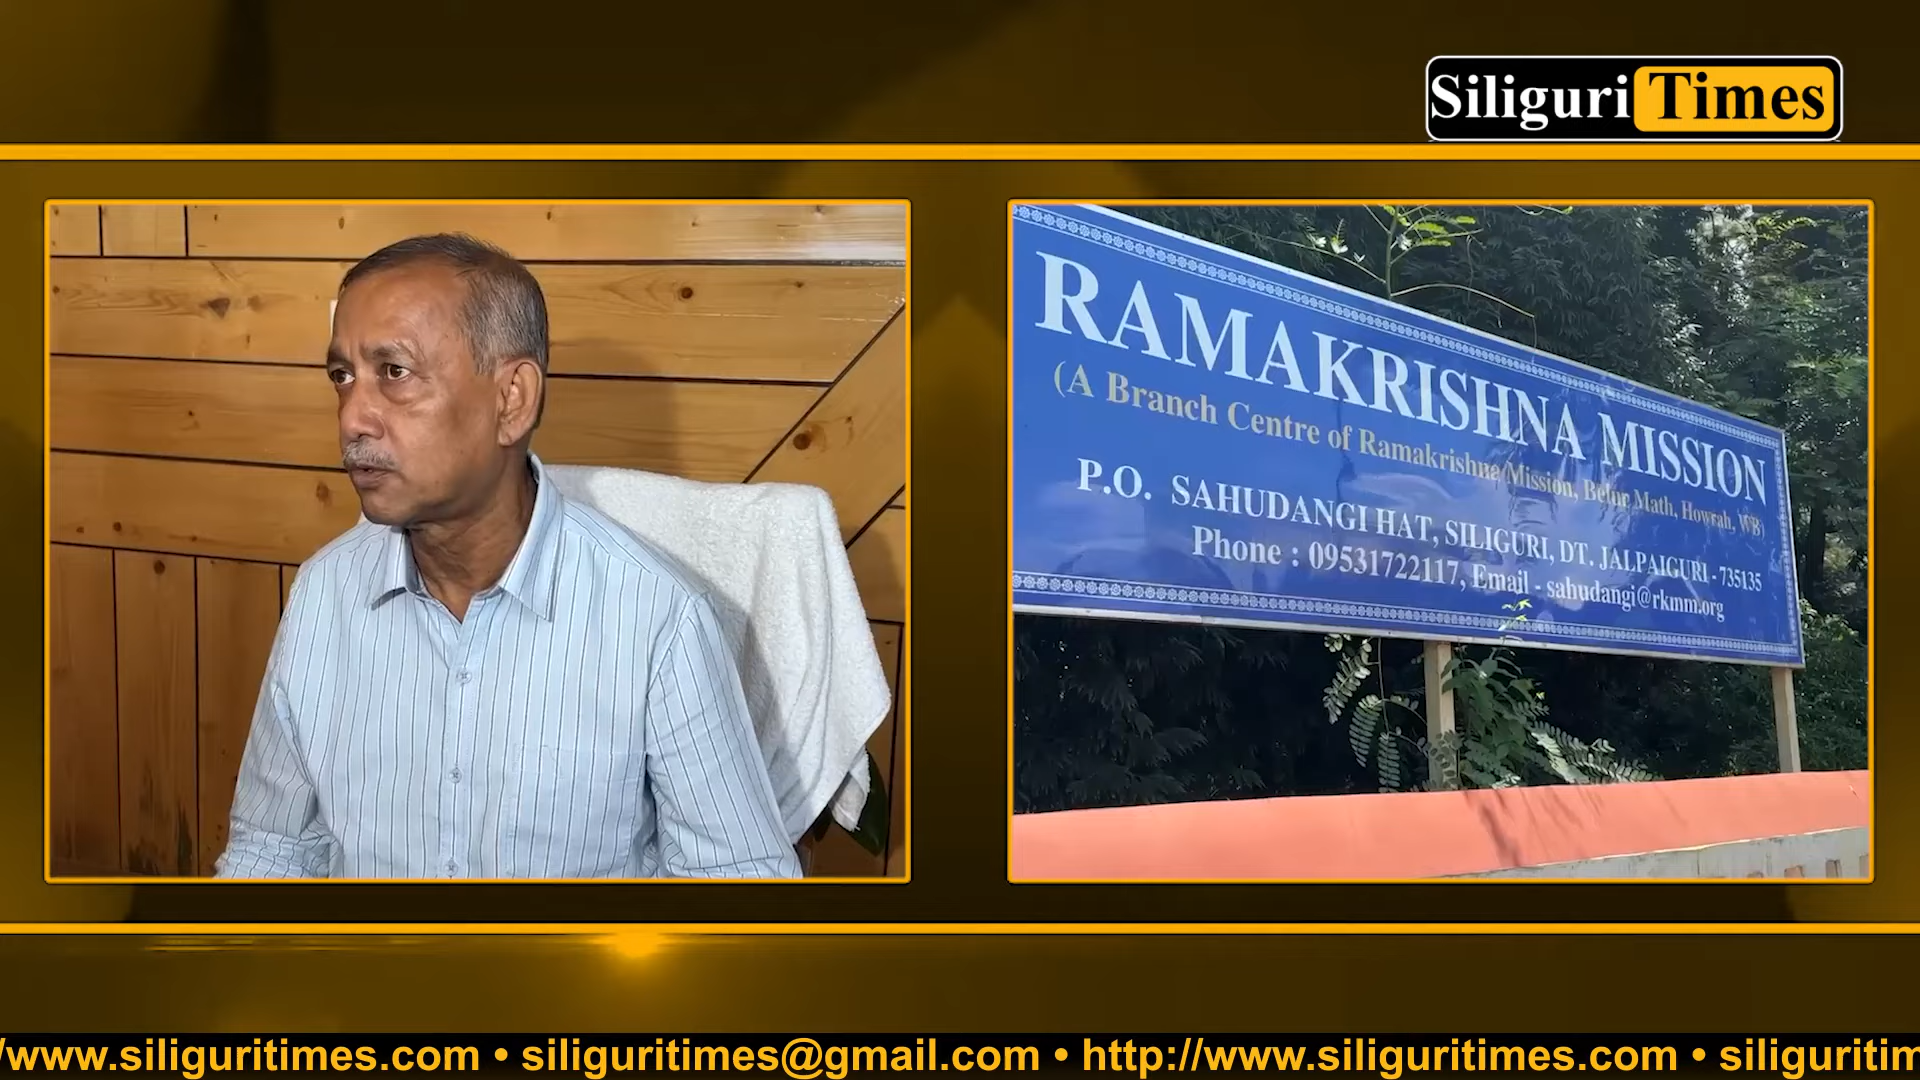 Siliguri Times
RAMAKRISHNA MISSION
(A Branch Centre of Ramakrishna Mission, Belur Math, Howrah, WB)
P.O. SAHUDANGI HAT, SILIGURI, DT. JALPAIGURI - 735135
Phone : 09531722117, Email - sahudangi@rkmm.org
/www.siliguritimes.com • siliguritimes@gmail.com • http://www.siliguritimes.com • siliguritim